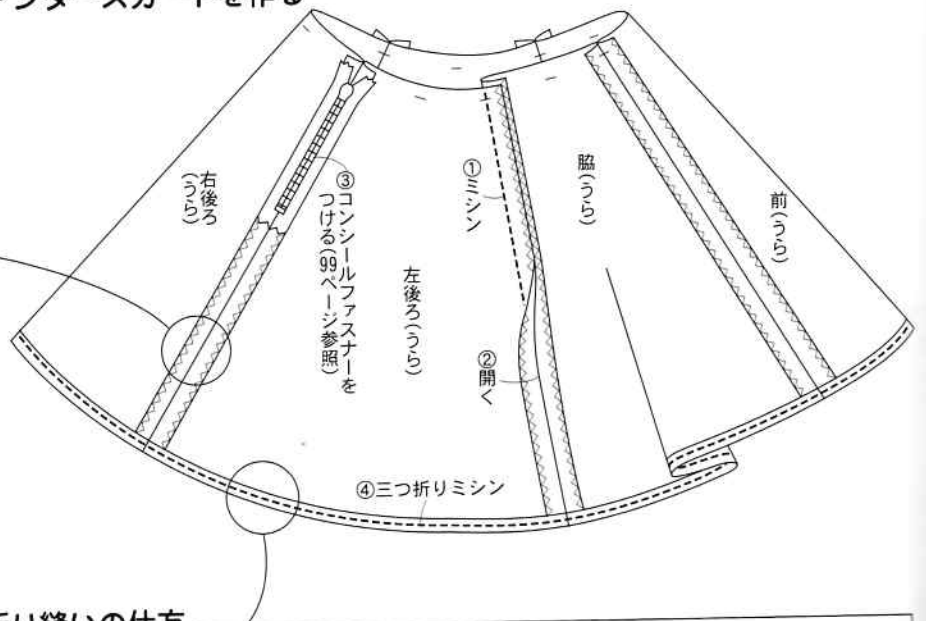 ンダースカートを作る
右後ろ
(うら)
③コンシールファスナーを
つける(99ページ参照)
左後ろ(うら)
①ミシン
②開く
脇(うら)
前(うら)
④三つ折りミシン
り縫いの仕方